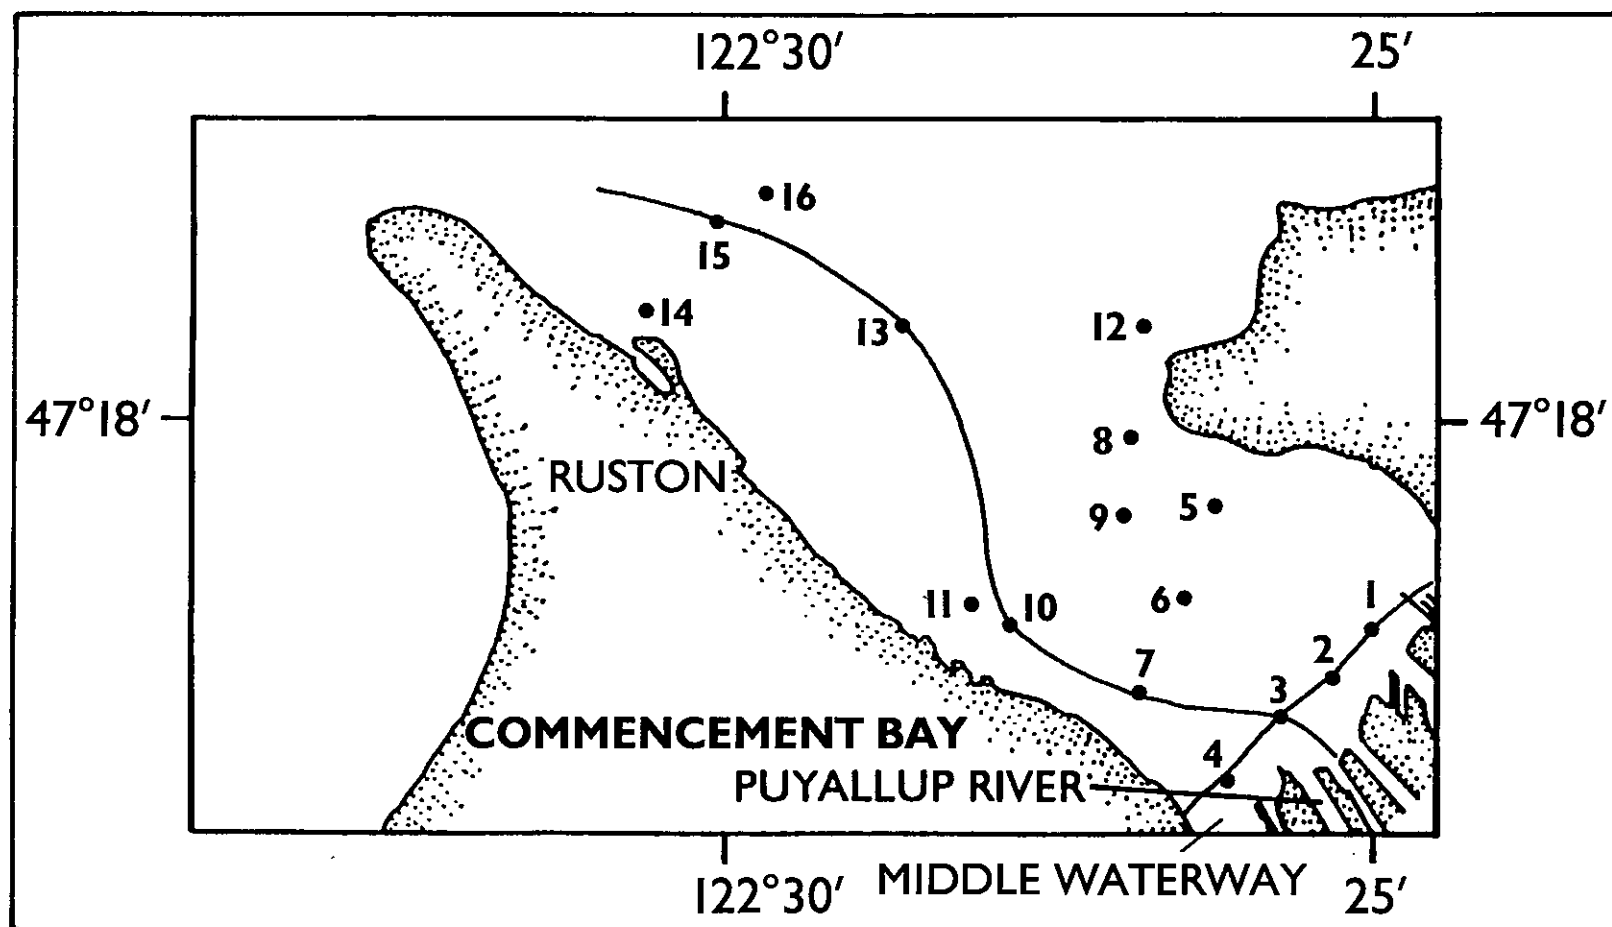 122°30′ 25′
16
15
14
13
12
47°18′ 47°18′
8
RUSTON
9 5
11 10 6 1
7 2
3
COMMENCEMENT BAY
4
PUYALLUP RIVER
MIDDLE WATERWAY
122°30′ 25′